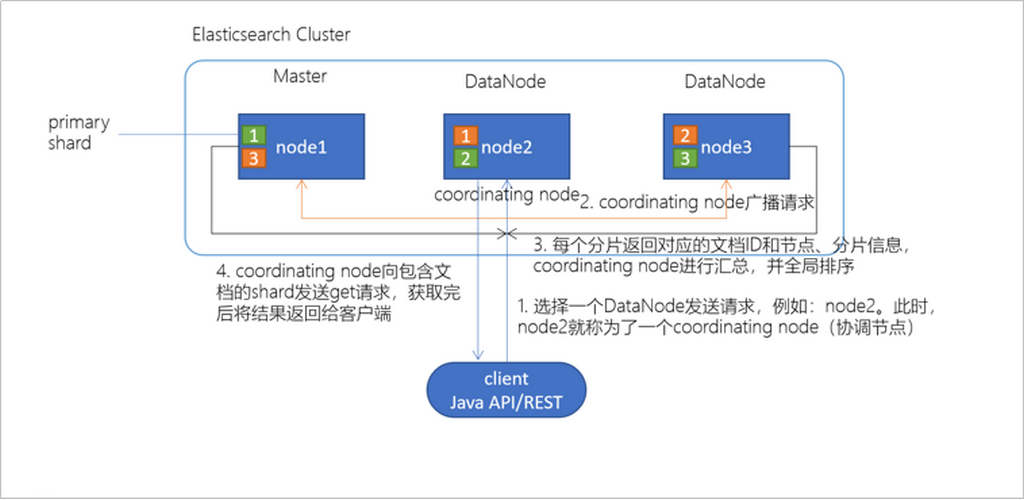 Elasticsearch Cluster
Master
DataNode
DataNode
primary
shard
1
3
node1
1
2
node2
2
3
node3
coordinating node
2. coordinating node广播请求
3. 每个分片返回对应的文档ID和节点、分片信息，
coordinating node进行汇总，并全局排序
4. coordinating node向包含文
档的shard发送get请求，获取完
后将结果返回给客户端
1. 选择一个DataNode发送请求，例如：node2。此时，
node2就称为了一个coordinating node（协调节点）
client
Java API/REST